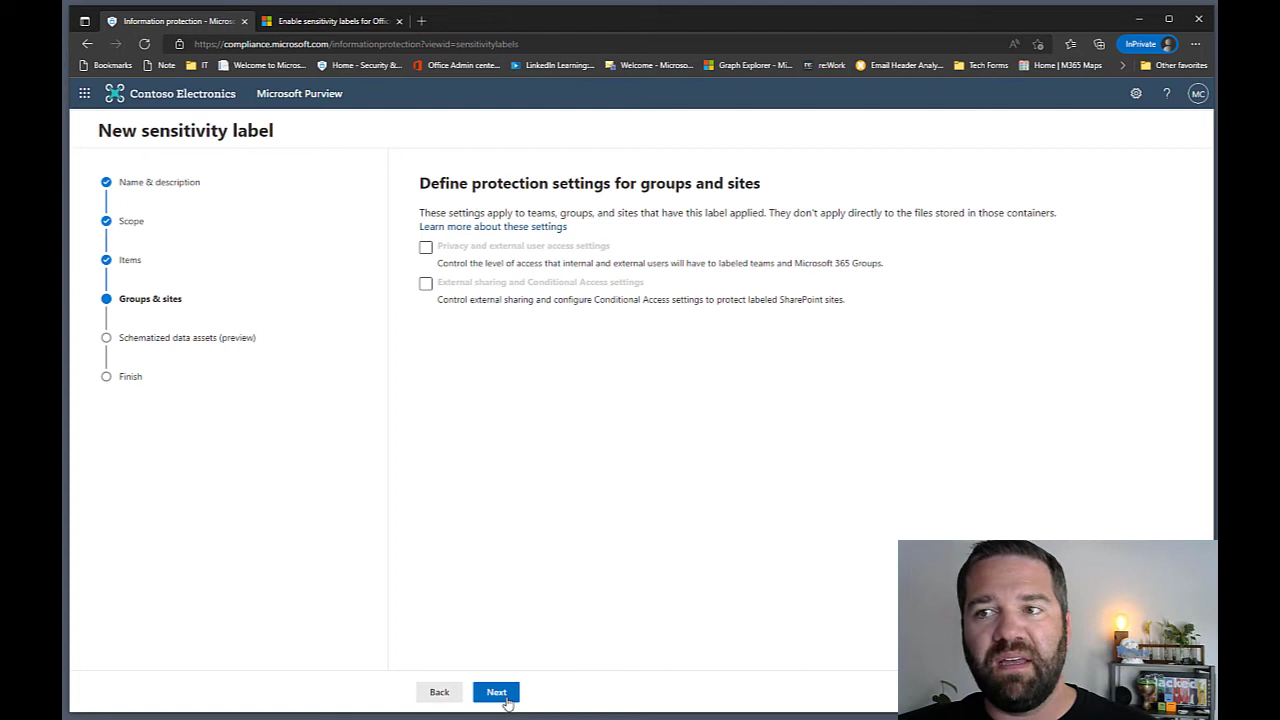 Information protection - Micros
Enable sensitivity labels for Offic
https://compliance.microsoft.com/informationprotection?viewid=sensitivitylabels
InPrivate
Bookmarks
Note
IT
Welcome to Micros...
Home - Security &...
Office Admin cente...
LinkedIn Learning:...
Welcome - Microso...
Graph Explorer - Mi...
re:Work
Email Header Analy...
Tech Forms
Home | M365 Maps
Other favorites
Contoso Electronics
Microsoft Purview
MC
New sensitivity label
Name & description
Scope
Items
Groups & sites
Schematized data assets (preview)
Finish
Define protection settings for groups and sites
These settings apply to teams, groups, and sites that have this label applied. They don't apply directly to the files stored in those containers.
Learn more about these settings
Privacy and external user access settings
Control the level of access that internal and external users will have to labeled teams and Microsoft 365 Groups.
External sharing and Conditional Access settings
Control external sharing and configure Conditional Access settings to protect labeled SharePoint sites.
Back
Next